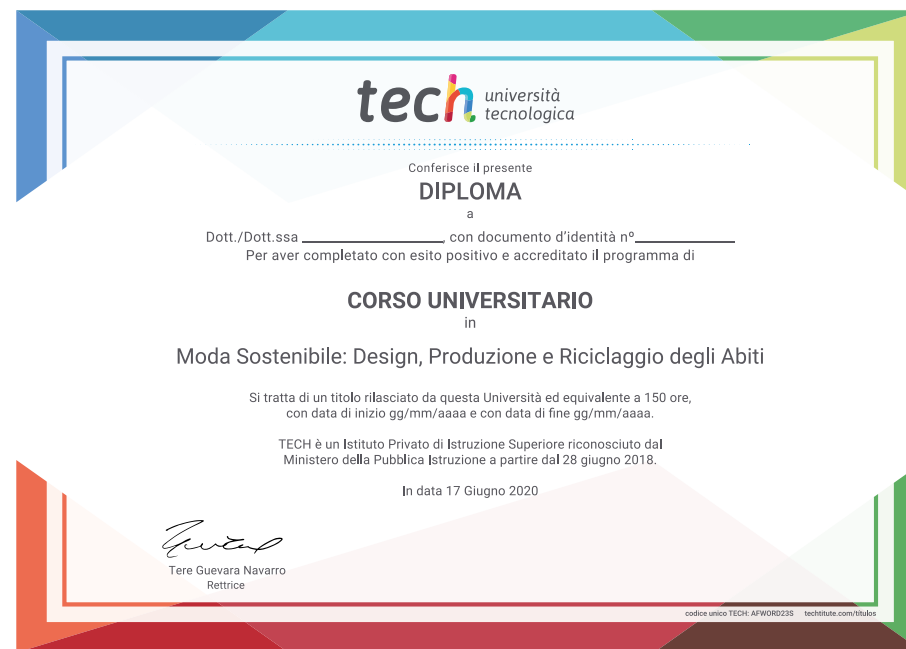 tech università
tecnologica
Conferisce il presente
DIPLOMA
a
Dott./Dott.ssa ____________, con documento d'identità nº____________
Per aver completato con esito positivo e accreditato il programma di
CORSO UNIVERSITARIO
in
Moda Sostenibile: Design, Produzione e Riciclaggio degli Abiti
Si tratta di un titolo rilasciato da questa Università ed equivalente a 150 ore,
con data di inizio gg/mm/aaaa e con data di fine gg/mm/aaaa.
TECH è un Istituto Privato di Istruzione Superiore riconosciuto dal
Ministero della Pubblica Istruzione a partire dal 28 giugno 2018.
In data 17 Giugno 2020
Tere Guevara Navarro
Rettrice
codice unico TECH: AFWORD23S techtitute.com/títulos